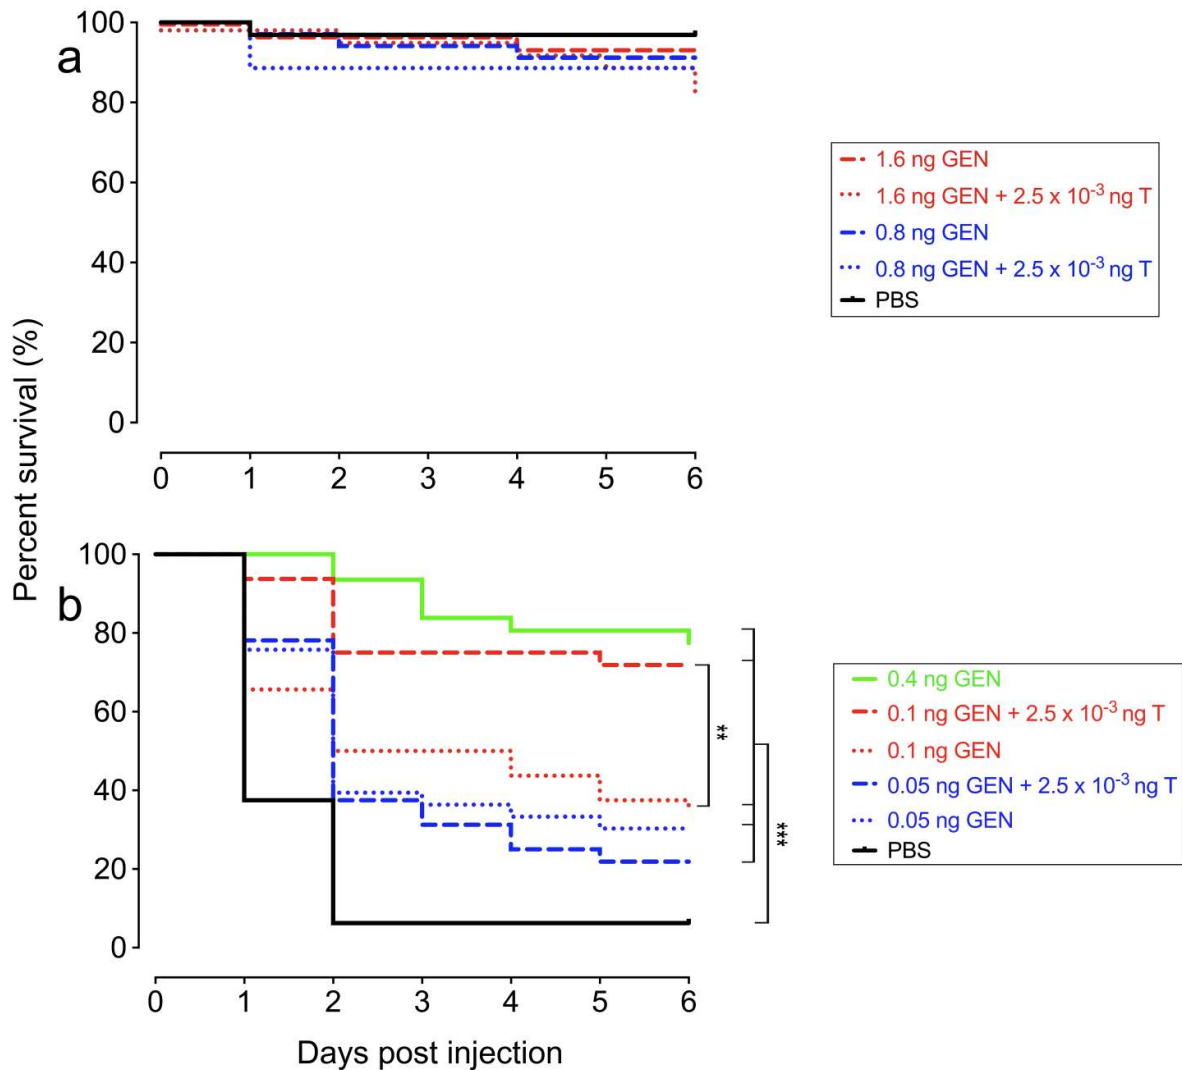 Percent survival (%)
a
100
80
60
40
20
0
0 1 2 3 4 5 6
1.6 ng GEN
1.6 ng GEN + 2.5 x 10⁻³ ng T
0.8 ng GEN
0.8 ng GEN + 2.5 x 10⁻³ ng T
PBS
b
100
80
60
40
20
0
0 1 2 3 4 5 6
**
***
0.4 ng GEN
0.1 ng GEN + 2.5 x 10⁻³ ng T
0.1 ng GEN
0.05 ng GEN + 2.5 x 10⁻³ ng T
0.05 ng GEN
PBS
Days post injection